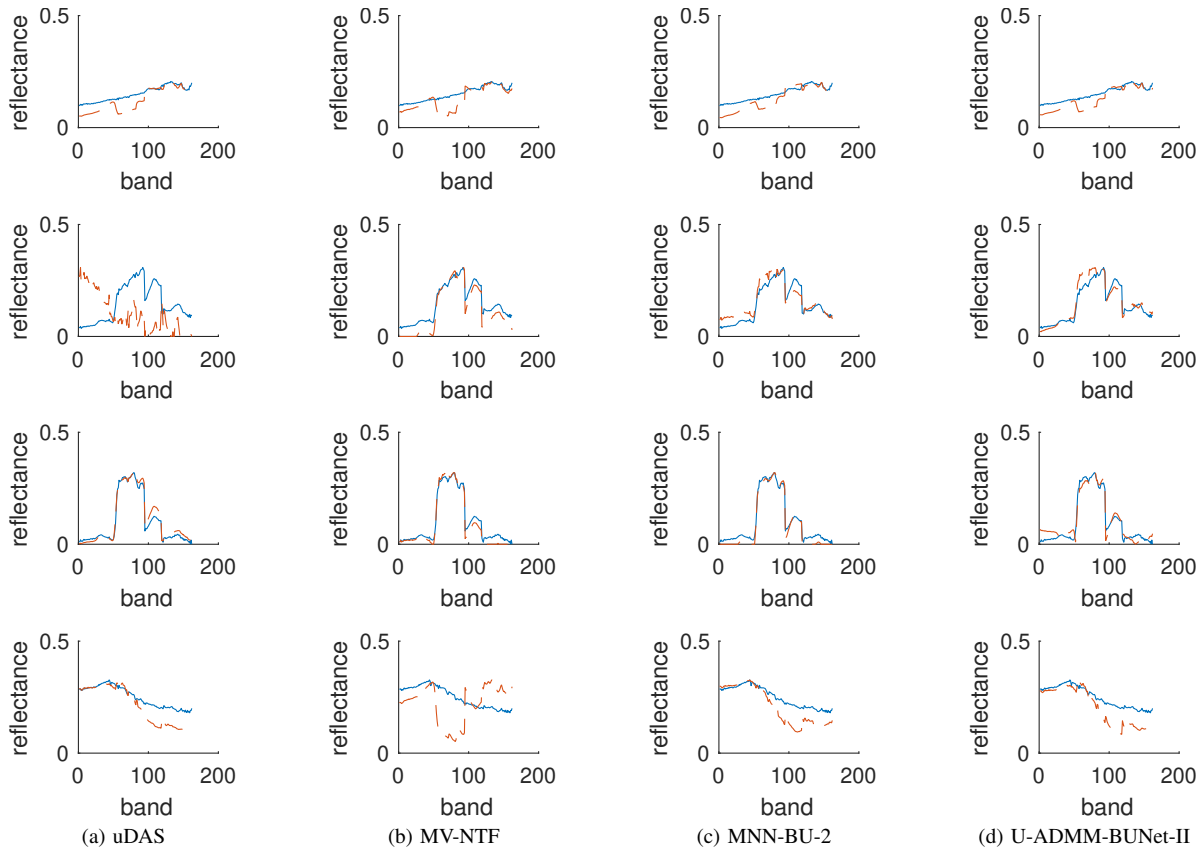 0.5 0.5 0.5 0.5
reflectance reflectance reflectance reflectance
0 0 0 0
0 100 200 0 100 200 0 100 200 0 100 200
band band band band
0.5 0.5 0.5 0.5
reflectance reflectance reflectance reflectance
0 0 0 0
0 100 200 0 100 200 0 100 200 0 100 200
band band band band
0.5 0.5 0.5 0.5
reflectance reflectance reflectance reflectance
0 0 0 0
0 100 200 0 100 200 0 100 200 0 100 200
band band band band
0.5 0.5 0.5 0.5
reflectance reflectance reflectance reflectance
0 0 0 0
0 100 200 0 100 200 0 100 200 0 100 200
band band band band
(a) uDAS (b) MV-NTF (c) MNN-BU-2 (d) U-ADMM-BUNet-II